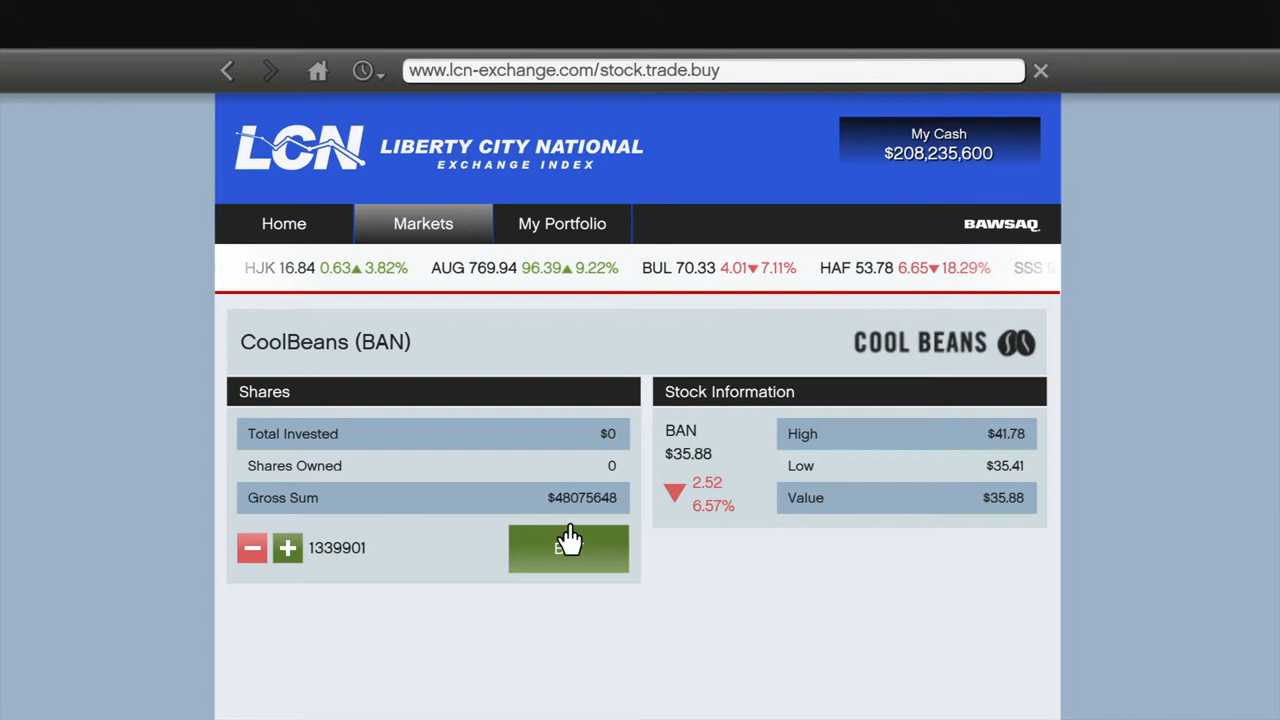 www.lcn-exchange.com/stock.trade.buy
LCN LIBERTY CITY NATIONAL
EXCHANGE INDEX
My Cash
$208,235,600
Home Markets My Portfolio BAWSAQ
HJK 16.84 0.63▲3.82% AUG 769.94 96.39▲9.22% BUL 70.33 4.01▼7.11% HAF 53.78 6.65▼18.29% SSS
CoolBeans (BAN) COOL BEANS
Shares
Total Invested $0
Shares Owned 0
Gross Sum $48075648
1339901
Stock Information
BAN
$35.88
2.52
6.57%
High $41.78
Low $35.41
Value $35.88